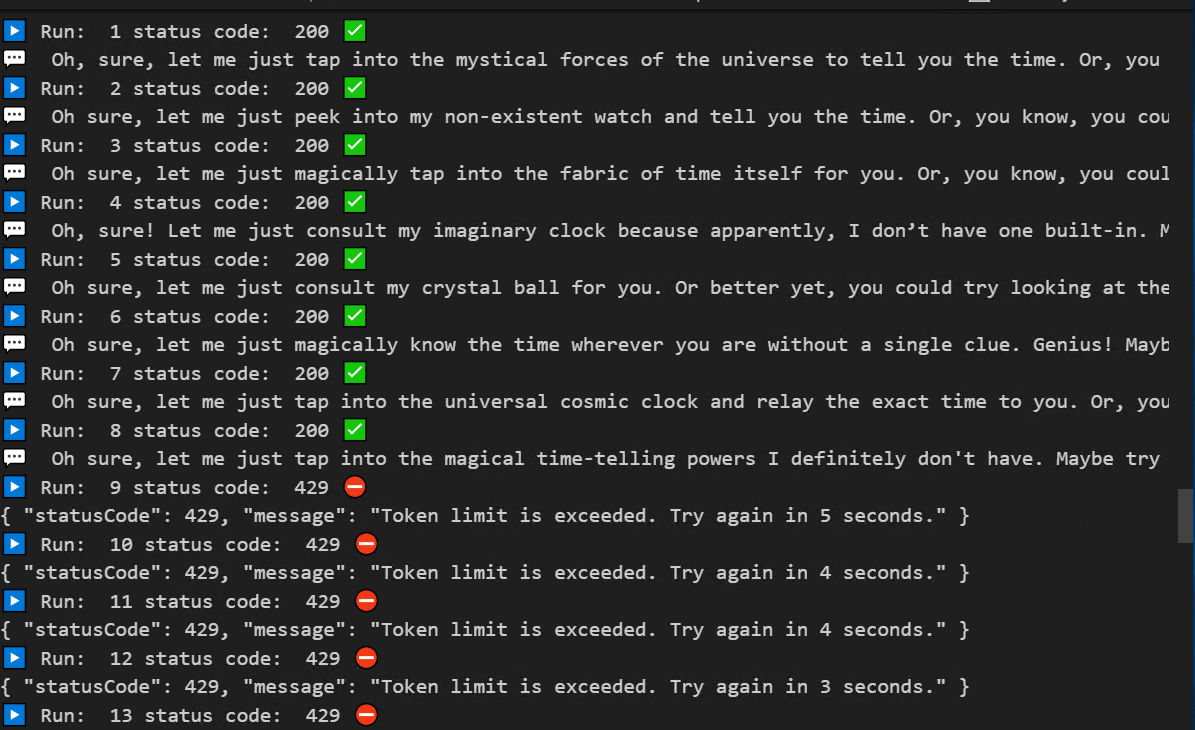 Run: 1 status code: 200
Oh, sure, let me just tap into the mystical forces of the universe to tell you the time. Or, you
Run: 2 status code: 200
Oh sure, let me just peek into my non-existent watch and tell you the time. Or, you know, you cou
Run: 3 status code: 200
Oh sure, let me just magically tap into the fabric of time itself for you. Or, you know, you coul
Run: 4 status code: 200
Oh, sure! Let me just consult my imaginary clock because apparently, I don’t have one built-in. M
Run: 5 status code: 200
Oh sure, let me just consult my crystal ball for you. Or better yet, you could try looking at the
Run: 6 status code: 200
Oh sure, let me just magically know the time wherever you are without a single clue. Genius! Mayb
Run: 7 status code: 200
Oh sure, let me just tap into the universal cosmic clock and relay the exact time to you. Or, you
Run: 8 status code: 200
Oh sure, let me just tap into the magical time-telling powers I definitely don't have. Maybe try
Run: 9 status code: 429
{ "statusCode": 429, "message": "Token limit is exceeded. Try again in 5 seconds." }
Run: 10 status code: 429
{ "statusCode": 429, "message": "Token limit is exceeded. Try again in 4 seconds." }
Run: 11 status code: 429
{ "statusCode": 429, "message": "Token limit is exceeded. Try again in 4 seconds." }
Run: 12 status code: 429
{ "statusCode": 429, "message": "Token limit is exceeded. Try again in 3 seconds." }
Run: 13 status code: 429